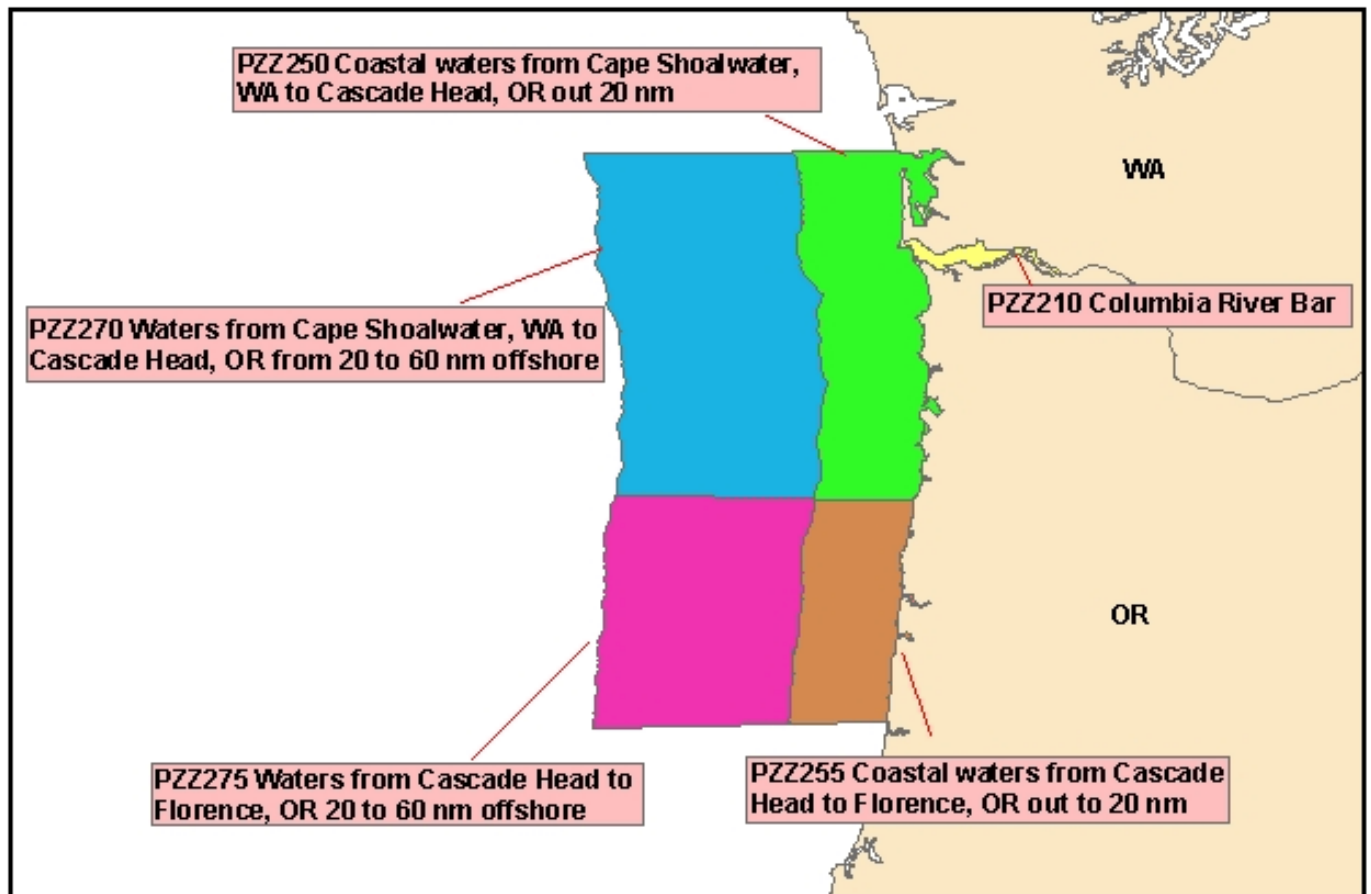 PZZ250 Coastal waters from Cape Shoalwater,
WA to Cascade Head, OR out 20 nm
WA
PZZ210 Columbia River Bar
PZZ270 Waters from Cape Shoalwater, WA to
Cascade Head, OR from 20 to 60 nm offshore
OR
PZZ275 Waters from Cascade Head to
Florence, OR 20 to 60 nm offshore
PZZ255 Coastal waters from Cascade
Head to Florence, OR out to 20 nm